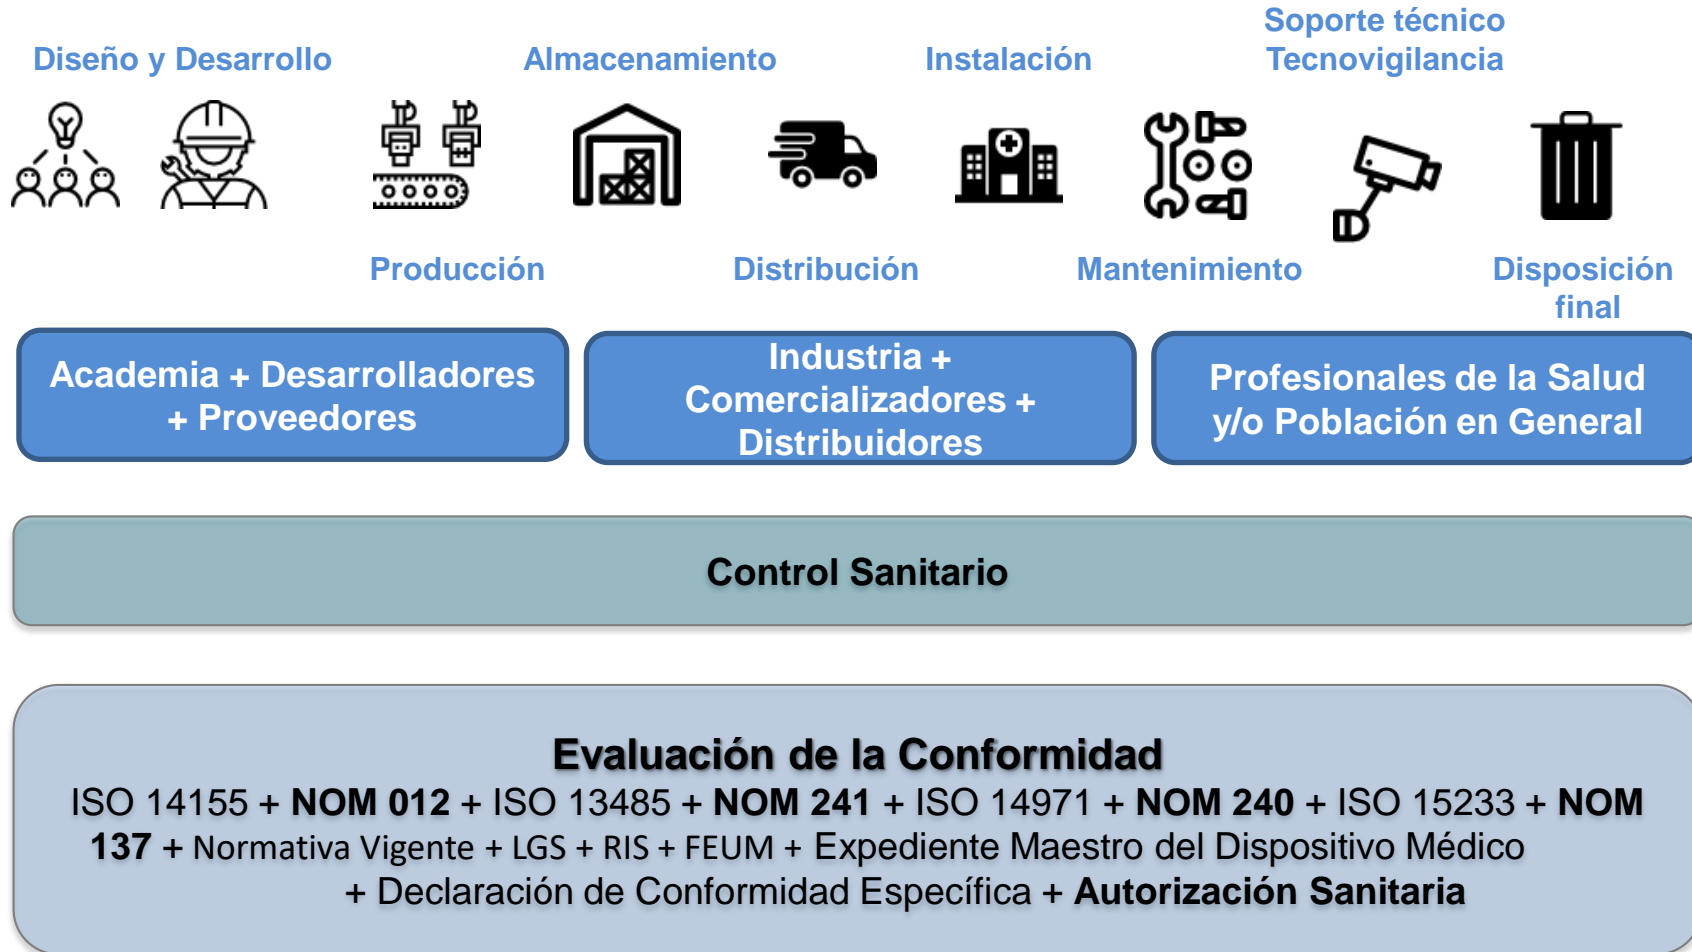 Diseño y Desarrollo
Almacenamiento
Instalación
Soporte técnico
Tecnovigilancia
Producción
Distribución
Mantenimiento
Disposición
final
Academia + Desarrolladores
+ Proveedores
Industria +
Comercializadores +
Distribuidores
Profesionales de la Salud
y/o Población en General
Control Sanitario
Evaluación de la Conformidad
ISO 14155 + NOM 012 + ISO 13485 + NOM 241 + ISO 14971 + NOM 240 + ISO 15233 + NOM
137 + Normativa Vigente + LGS + RIS + FEUM + Expediente Maestro del Dispositivo Médico
+ Declaración de Conformidad Específica + Autorización Sanitaria